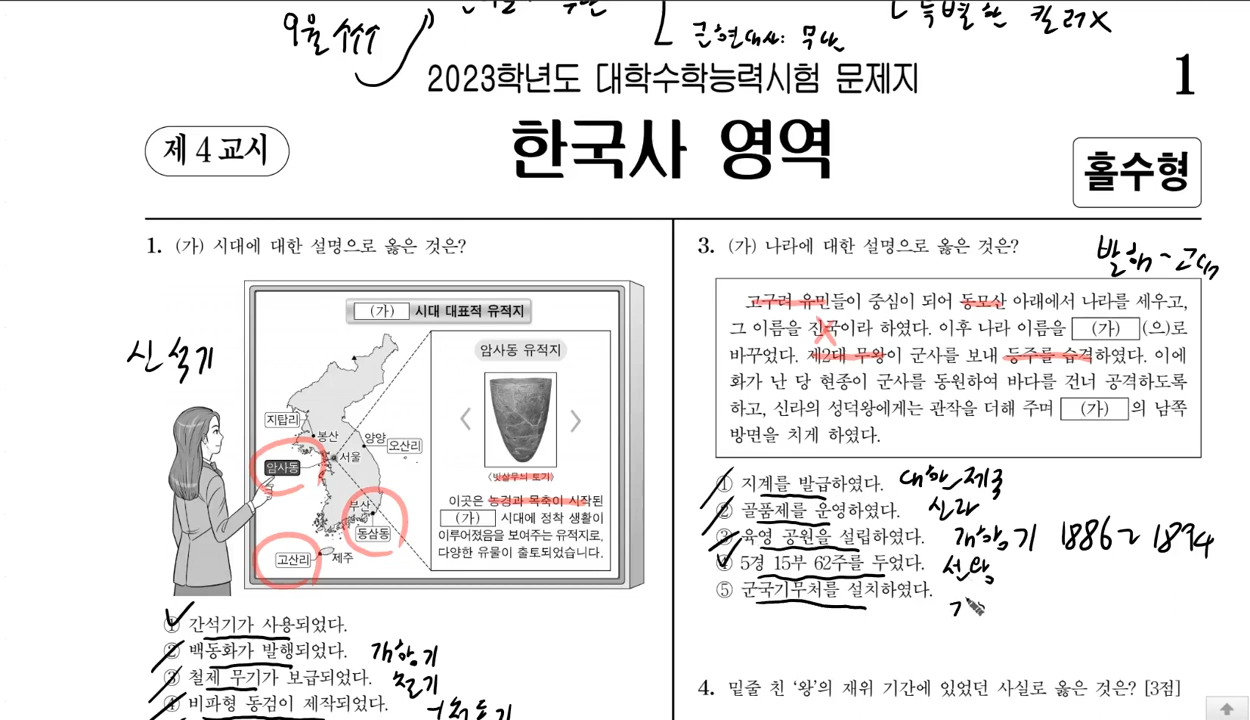 9월 수수수
근현대사: 무난
특별한 킬러X
2023학년도 대학수학능력시험 문제지
1
제 4 교시
한국사 영역
홀수형
1. (가) 시대에 대한 설명으로 옳은 것은?
(가) 시대 대표적 유적지
암사동 유적지
지탑리
봉산
양양
오산리
암사동
서울
부산
동삼동
고산리
제주
〈빗살무늬 토기〉
이곳은 농경과 목축이 시작된
(가) 시대에 정착 생활이
이루어졌음을 보여주는 유적지로,
다양한 유물이 출토되었습니다.
신석기
① 간석기가 사용되었다.
② 백동화가 발행되었다. 개항기
③ 철제 무기가 보급되었다. 철기
④ 비파형 동검이 제작되었다.
3. (가) 나라에 대한 설명으로 옳은 것은?
발해 - 고대
고구려 유민들이 중심이 되어 동모산 아래에서 나라를 세우고,
그 이름을 진국이라 하였다. 이후 나라 이름을 (가) (으)로
바꾸었다. 제2대 무왕이 군사를 보내 등주를 습격하였다. 이에
화가 난 당 현종이 군사를 동원하여 바다를 건너 공격하도록
하고, 신라의 성덕왕에게는 관작을 더해 주며 (가) 의 남쪽
방면을 치게 하였다.
① 지계를 발급하였다. 대한제국
② 골품제를 운영하였다. 신라
③ 육영 공원을 설립하였다. 개항기 1886~1894
④ 5경 15부 62주를 두었다. 선왕
⑤ 군국기무처를 설치하였다.
4. 밑줄 친 ‘왕’의 재위 기간에 있었던 사실로 옳은 것은? [3점]